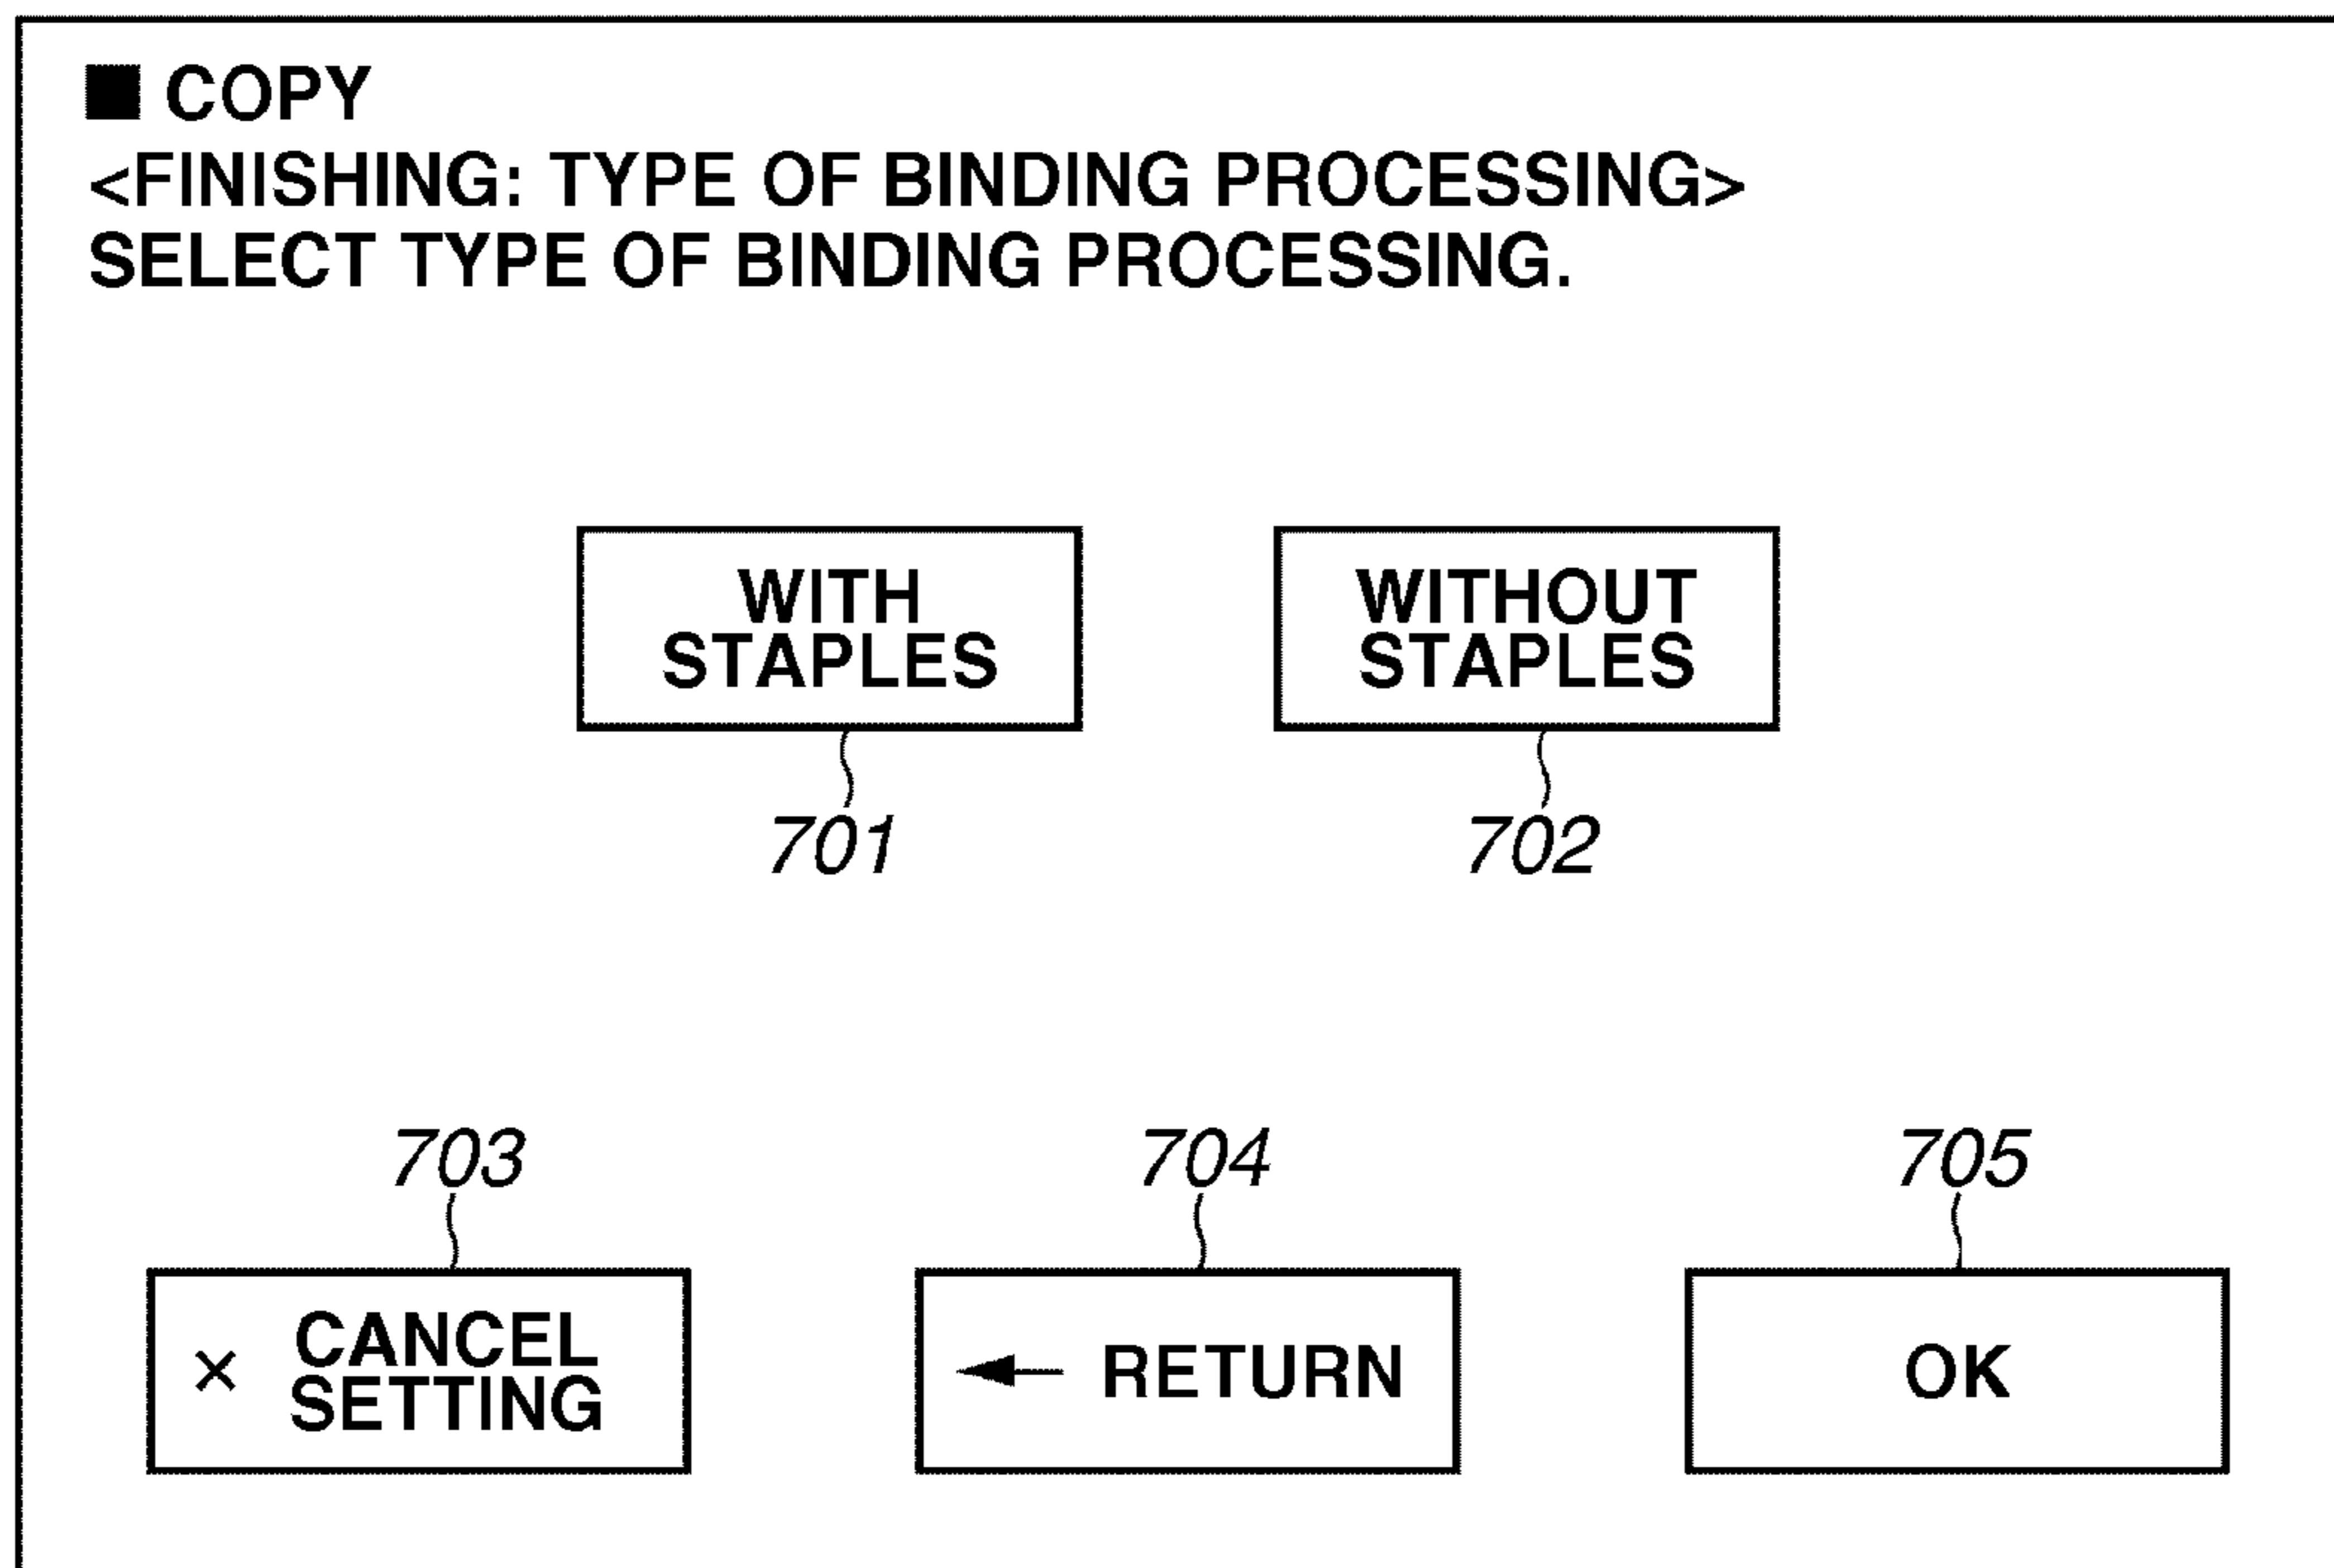 ■ COPY
<FINISHING: TYPE OF BINDING PROCESSING>
SELECT TYPE OF BINDING PROCESSING.
WITH
STAPLES
WITHOUT
STAPLES
701
702
703
704
705
× CANCEL
SETTING
← RETURN
OK